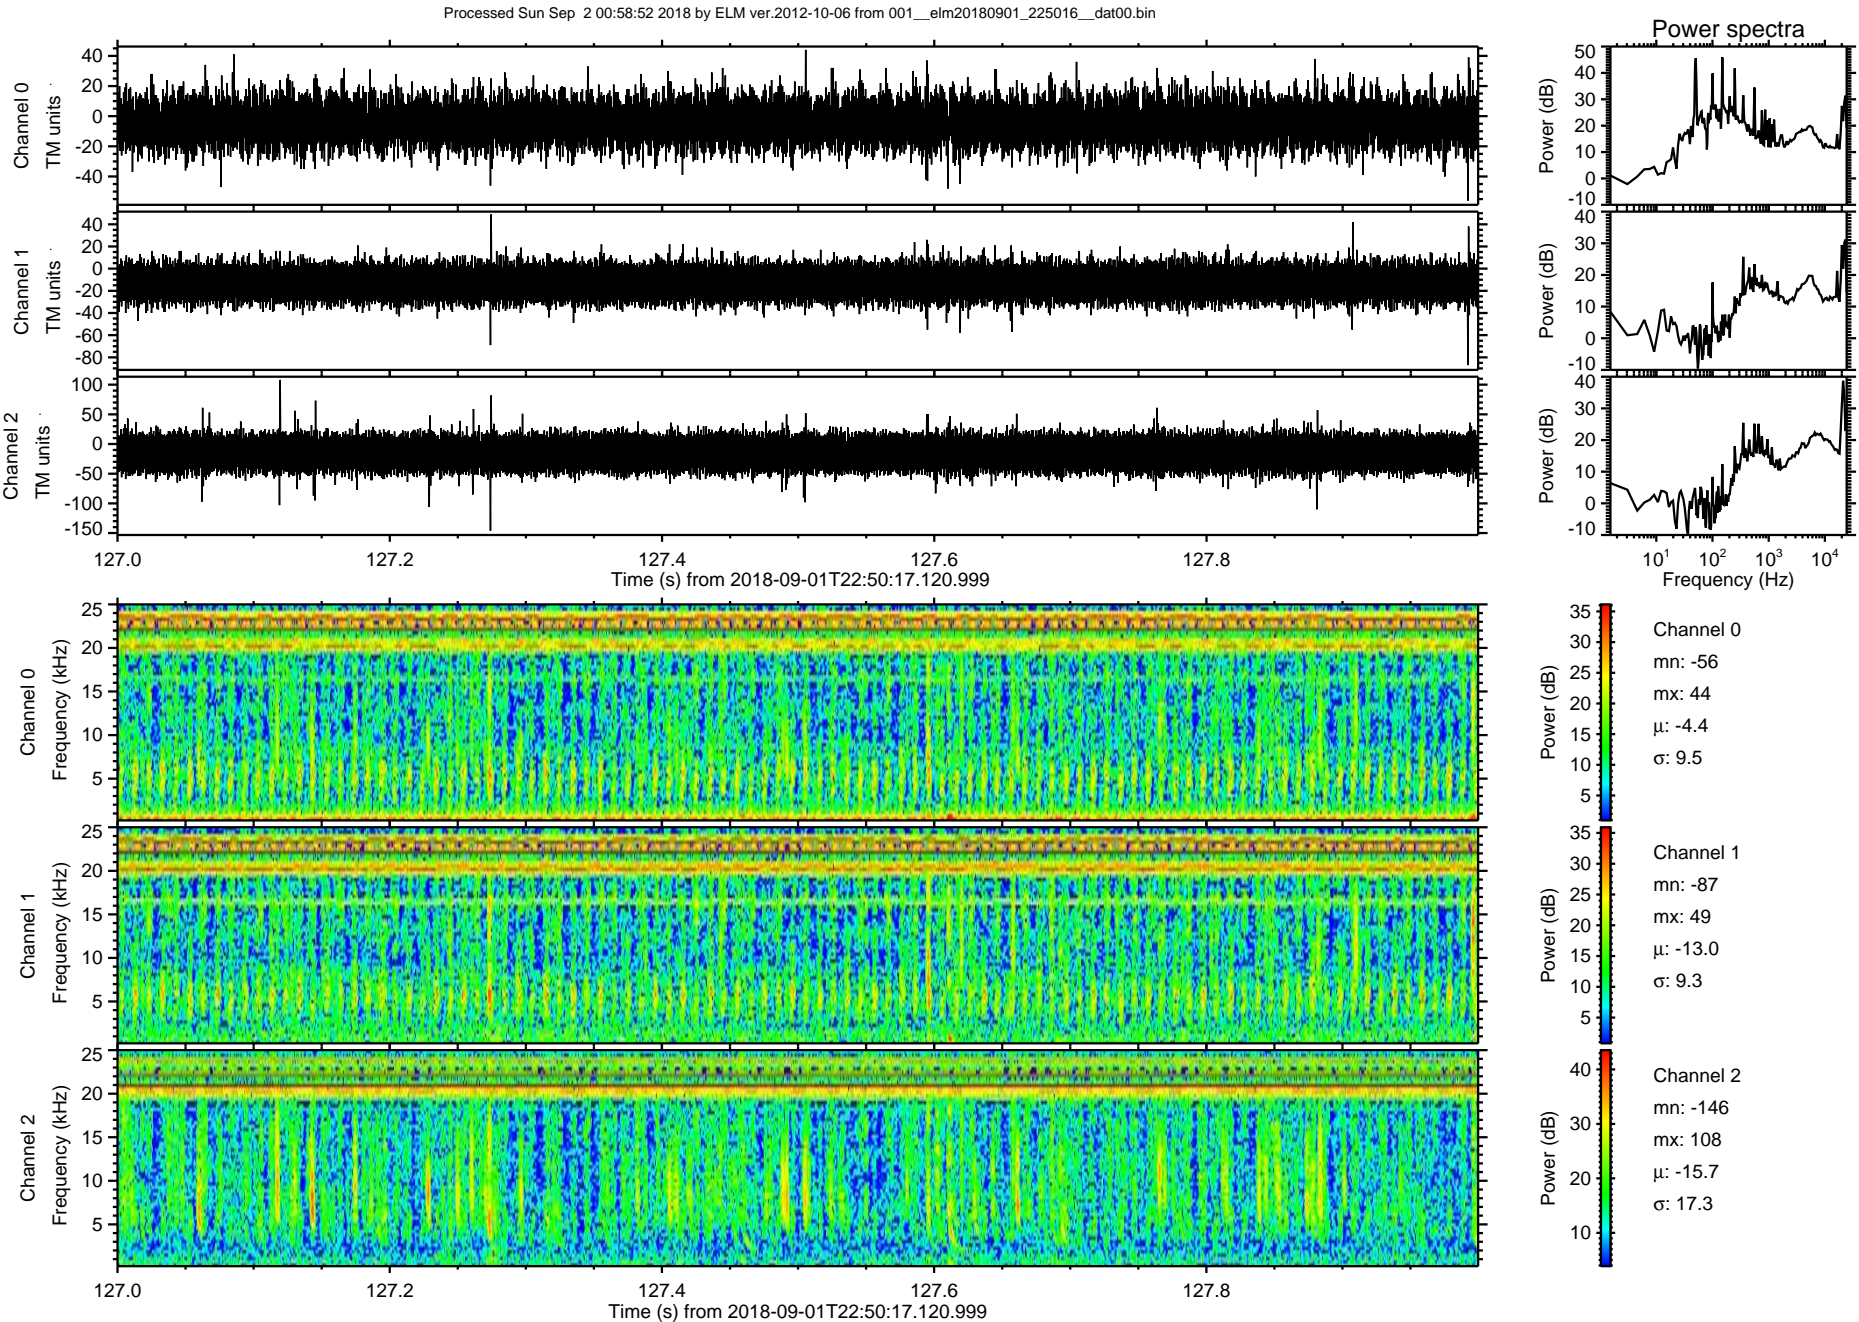 Processed Sun Sep  2 00:58:52 2018 by ELM ver.2012-10-06 from 001__elm20180901_225016__dat00.bin
Power spectra
Channel 0
TM units
40
20
0
-20
-40
Power (dB)
50
40
30
20
10
0
-10
Channel 1
TM units
40
20
0
-20
-40
-60
-80
Power (dB)
40
30
20
10
0
-10
Channel 2
TM units
100
50
0
-50
-100
-150
Power (dB)
40
30
20
10
0
-10
127.0 127.2 127.4 127.6 127.8
Time (s) from 2018-09-01T22:50:17.120.999
10¹ 10² 10³ 10⁴
Frequency (Hz)
Channel 0
Frequency (kHz)
25
20
15
10
5
Power (dB)
35
30
25
20
15
10
5
Channel 0
mn: -56
mx: 44
μ: -4.4
σ: 9.5
Channel 1
Frequency (kHz)
25
20
15
10
5
Power (dB)
35
30
25
20
15
10
5
Channel 1
mn: -87
mx: 49
μ: -13.0
σ: 9.3
Channel 2
Frequency (kHz)
25
20
15
10
5
Power (dB)
40
30
20
10
Channel 2
mn: -146
mx: 108
μ: -15.7
σ: 17.3
127.0 127.2 127.4 127.6 127.8
Time (s) from 2018-09-01T22:50:17.120.999